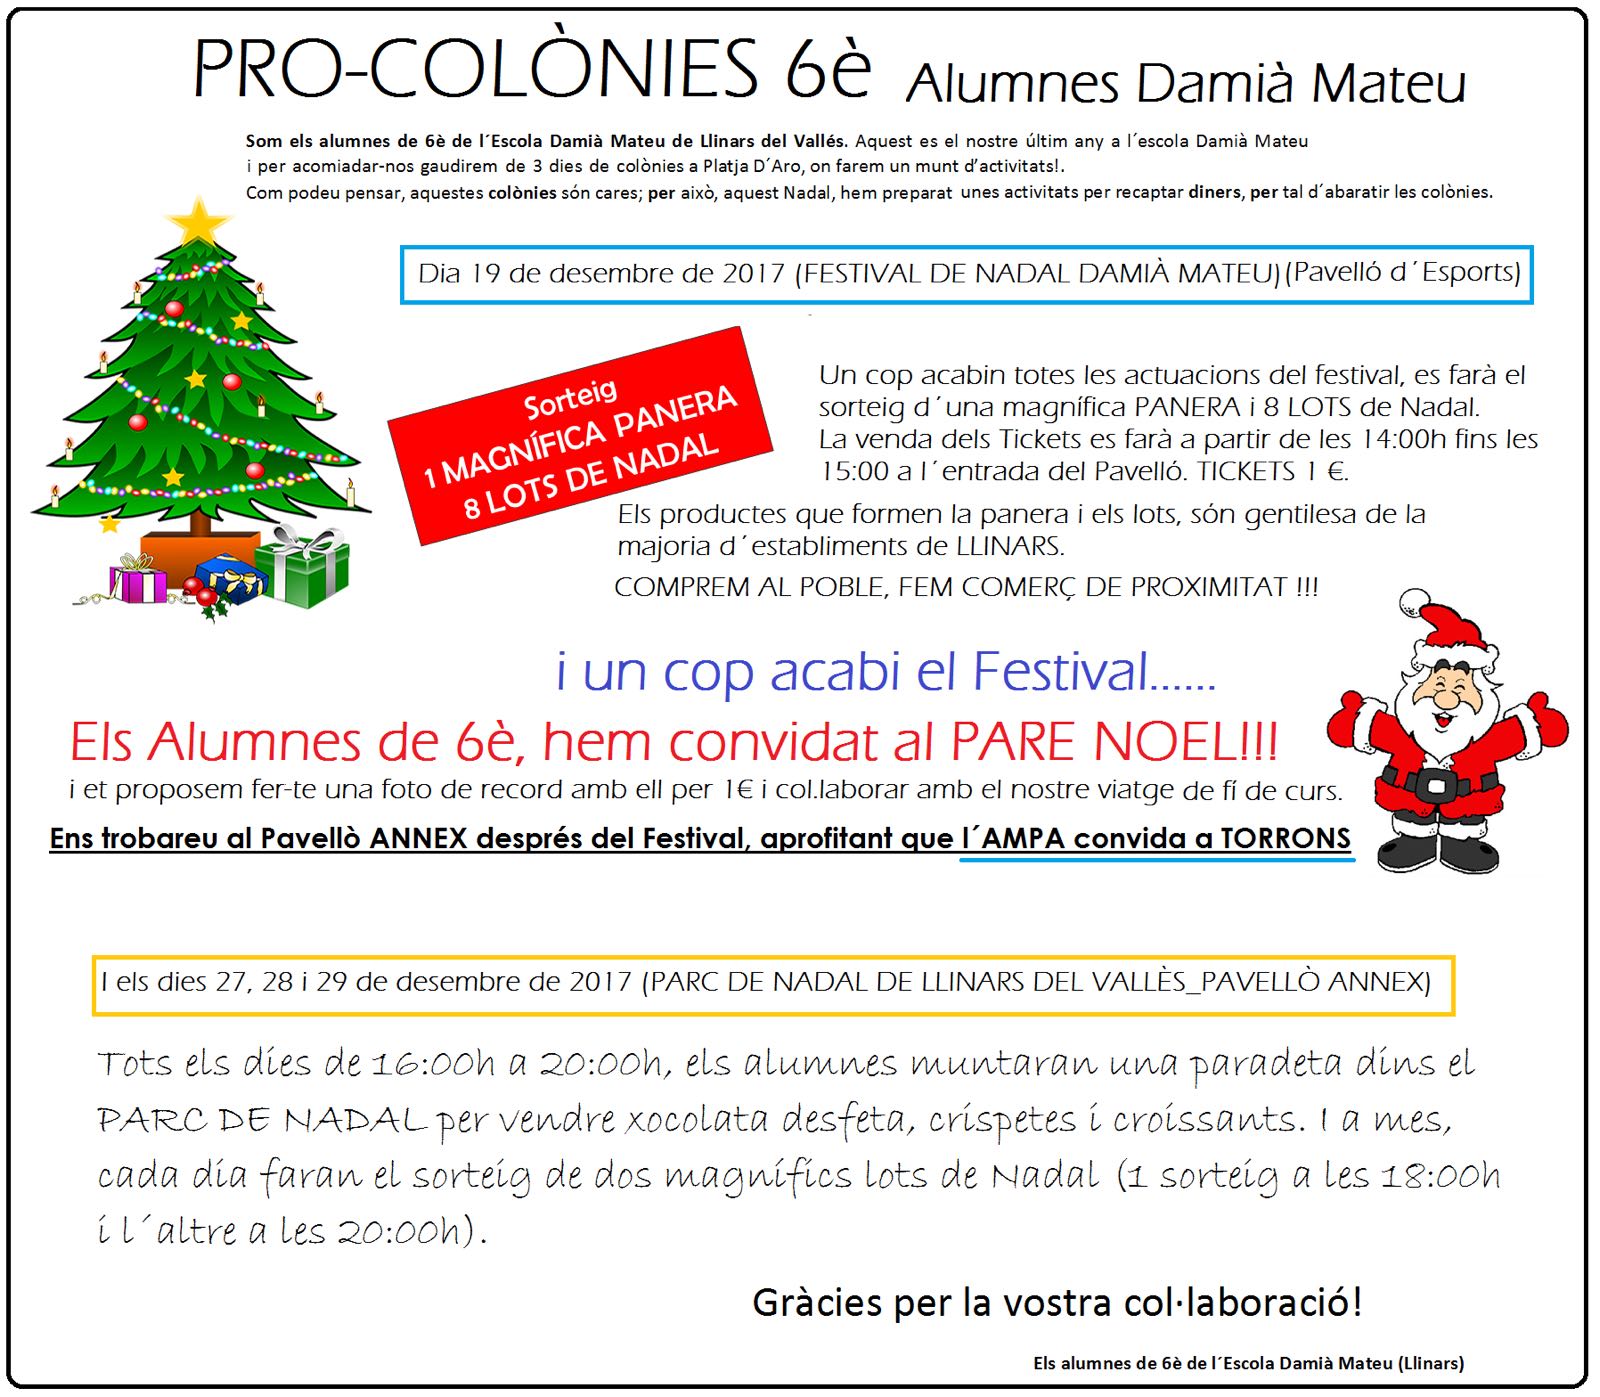 PRO-COLÒNIES 6è Alumnes Damià Mateu
Som els alumnes de 6è de l´Escola Damià Mateu de Llinars del Vallés. Aquest es el nostre últim any a l´escola Damià Mateu
i per acomiadar-nos gaudirem de 3 dies de colònies a Platja D´Aro, on farem un munt d'activitats!.
Com podeu pensar, aquestes colònies són cares; per això, aquest Nadal, hem preparat unes activitats per recaptar diners, per tal d´abaratir les colònies.
Dia 19 de desembre de 2017 (FESTIVAL DE NADAL DAMIÀ MATEU) (Pavelló d´Esports)
Sorteig
1 MAGNÍFICA PANERA
8 LOTS DE NADAL
Un cop acabin totes les actuacions del festival, es farà el
sorteig d´una magnífica PANERA i 8 LOTS de Nadal.
La venda dels Tickets es farà a partir de les 14:00h fins les
15:00 a l´entrada del Pavelló. TICKETS 1 €.
Els productes que formen la panera i els lots, són gentilesa de la
majoria d´establiments de LLINARS.
COMPREM AL POBLE, FEM COMERÇ DE PROXIMITAT !!!
i un cop acabi el Festival......
Els Alumnes de 6è, hem convidat al PARE NOEL!!!
i et proposem fer-te una foto de record amb ell per 1€ i col.laborar amb el nostre viatge de fí de curs.
Ens trobareu al Pavellò ANNEX després del Festival, aprofitant que l´AMPA convida a TORRONS
I els dies 27, 28 i 29 de desembre de 2017 (PARC DE NADAL DE LLINARS DEL VALLÈS_PAVELLÒ ANNEX)
Tots els dies de 16:00h a 20:00h, els alumnes muntaran una paradeta dins el
PARC DE NADAL per vendre xocolata desfeta, crispetes i croissants. I a mes,
cada dia faran el sorteig de dos magnífics lots de Nadal (1 sorteig a les 18:00h
i l´altre a les 20:00h).
Gràcies per la vostra col·laboració!
Els alumnes de 6è de l´Escola Damià Mateu (Llinars)